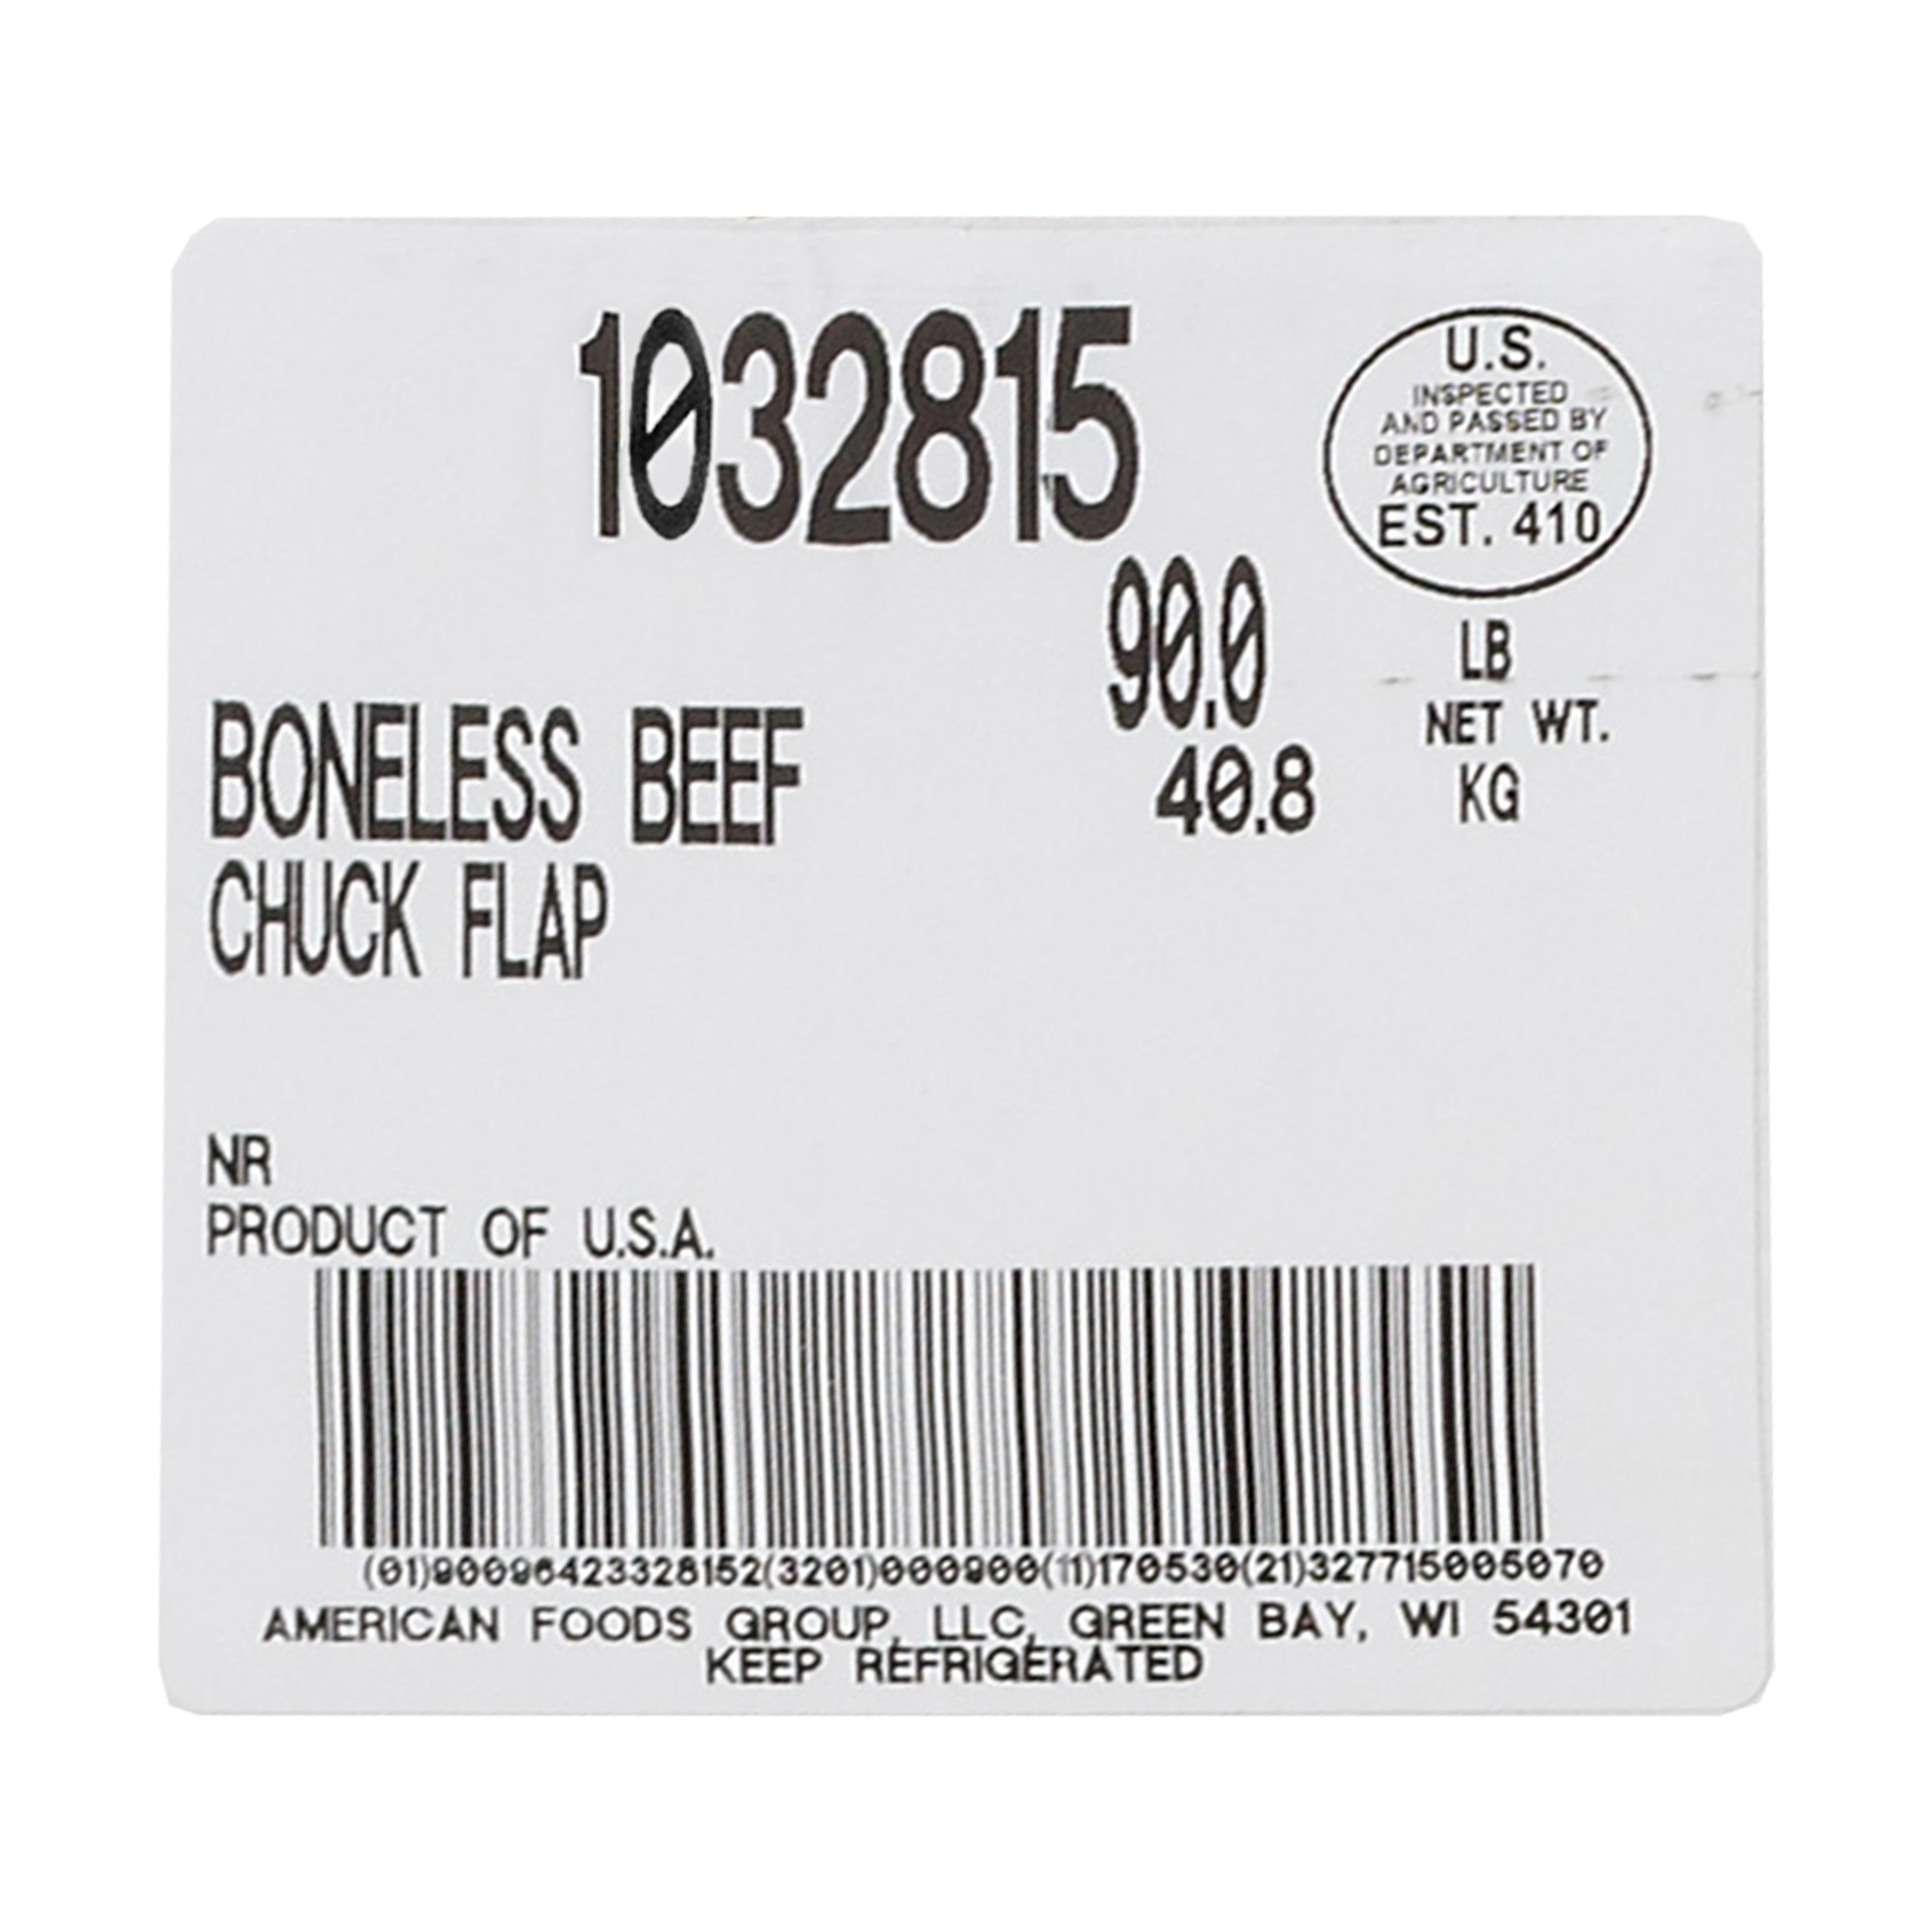 1032815
U.S.
INSPECTED
AND PASSED BY
DEPARTMENT OF
AGRICULTURE
EST. 410
90.0 LB
NET WT.
40.8 KG
BONELESS BEEF
CHUCK FLAP
NR
PRODUCT OF U.S.A.
(01)90096423328152(3201)000900(11)170530(21)327715005070
AMERICAN FOODS GROUP, LLC, GREEN BAY, WI 54301
KEEP REFRIGERATED